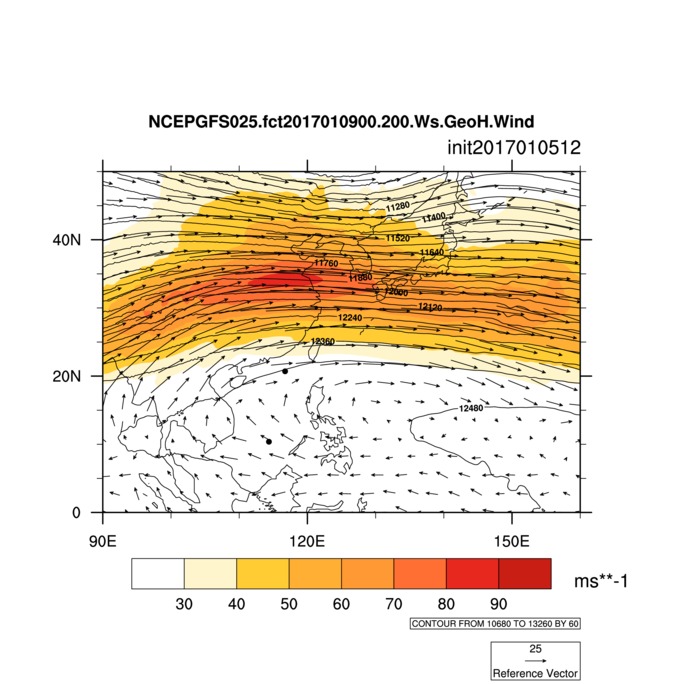 NCEPGFS025.fct2017010900.200.Ws.GeoH.Wind
init2017010512
11280
11400
40N
11520
11640
11760
11880
12000
12120
12240
12360
20N
12480
0
90E 120E 150E
ms**-1
30 40 50 60 70 80 90
CONTOUR FROM 10680 TO 13260 BY 60
25
Reference Vector